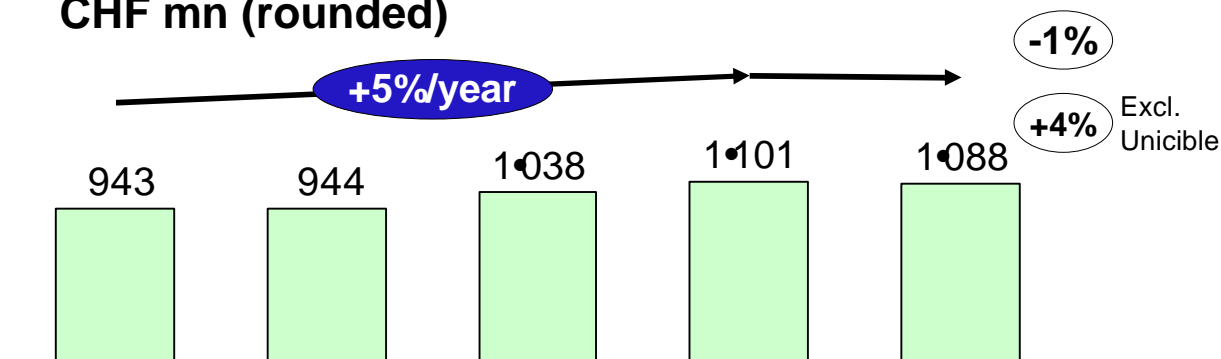 CHF mn (rounded)
-1%
+5%/year
+4%
Excl.
Unicible
943
944
1•038
1•101
1•088